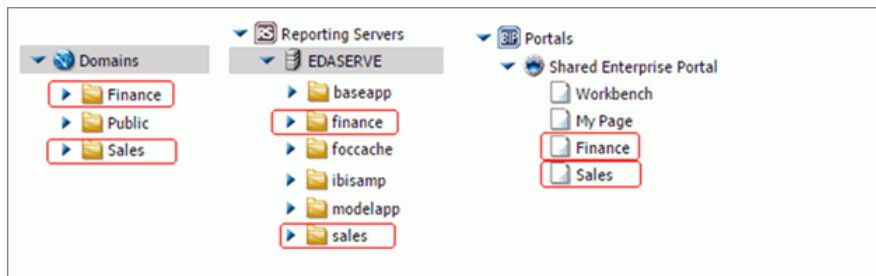 Domains
Finance
Public
Sales
Reporting Servers
EDASERVE
baseapp
finance
foccache
ibisamp
modelapp
sales
Portals
Shared Enterprise Portal
Workbench
My Page
Finance
Sales